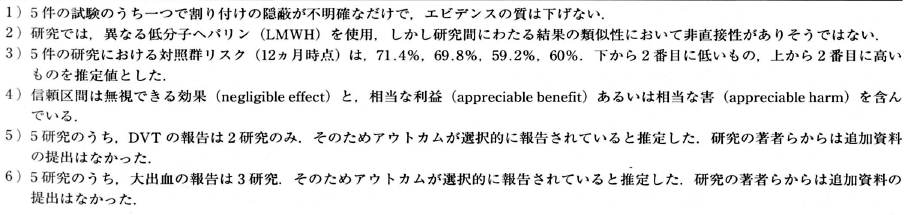 1）5件の試験のうち一つで割り付けの隠蔽が不明確なだけで，エビデンスの質は下げない．
2）研究では，異なる低分子ヘパリン（LMWH）を使用，しかし研究間にわたる結果の類似性において非直接性がありそうではない．
3）5件の研究における対照群リスク（12ヵ月時点）は，71.4%，69.8%，59.2%，60%．下から2番目に低いもの，上から2番目に高い
ものを推定値とした．
4）信頼区間は無視できる効果（negligible effect）と，相当な利益（appreciable benefit）あるいは相当な害（appreciable harm）を含ん
でいる．
5）5研究のうち，DVTの報告は2研究のみ．そのためアウトカムが選択的に報告されていると推定した．研究の著者らからは追加資料
の提出はなかった．
6）5研究のうち，大出血の報告は3研究．そのためアウトカムが選択的に報告されていると推定した．研究の著者らからは追加資料の
提出はなかった．